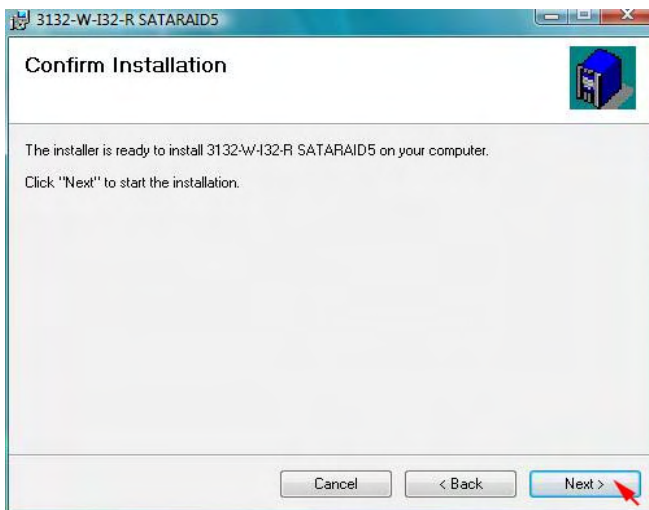 3132-W-I32-R SATARAID5
Confirm Installation
The installer is ready to install 3132-W-I32-R SATARAID5 on your computer.
Click "Next" to start the installation.
Cancel
< Back
Next >